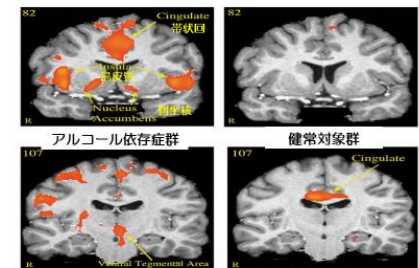 82
Cingulate
帯状回
Insula
島皮質
Nucleus
Accumbens
側坐核
R
82
R
アルコール依存症群
健常対象群
107
Ventral Tegmental Area
R
107
Cingulate
R